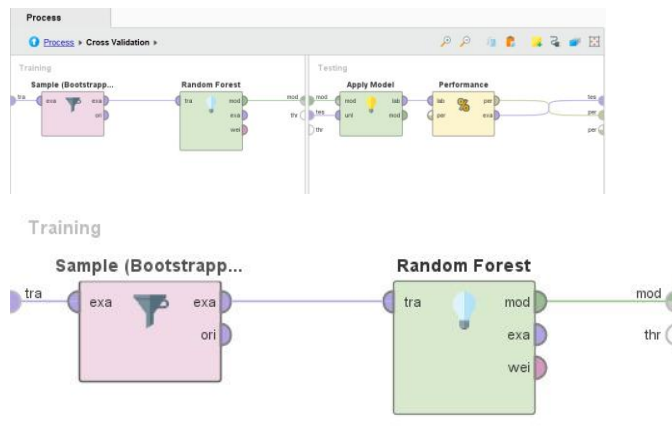 Process
Process ▸ Cross Validation ▸
Training
Sample (Bootstrapp...
Random Forest
tra
exa
exa
ori
tra
mod
exa
wei
mod
thr
Testing
Apply Model
Performance
mod
tes
thr
mod
unl
lab
mod
lab
per
per
exa
tes
per
per
Training
Sample (Bootstrapp...
Random Forest
tra
exa
exa
ori
tra
mod
exa
wei
mod
thr